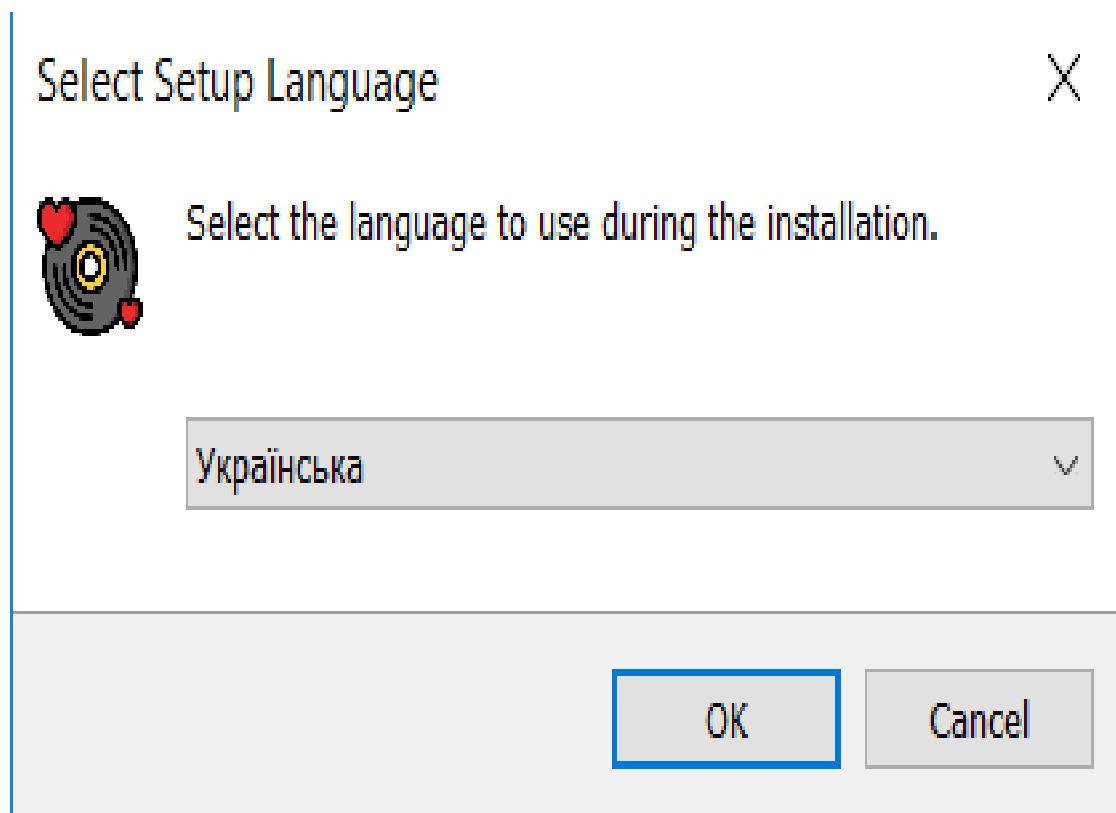 Select Setup Language
Select the language to use during the installation.
Українська
OK
Cancel